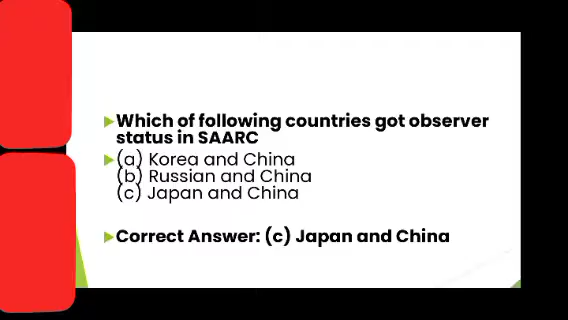 Which of following countries got observer
status in SAARC
(a) Korea and China
(b) Russian and China
(c) Japan and China
Correct Answer: (c) Japan and China